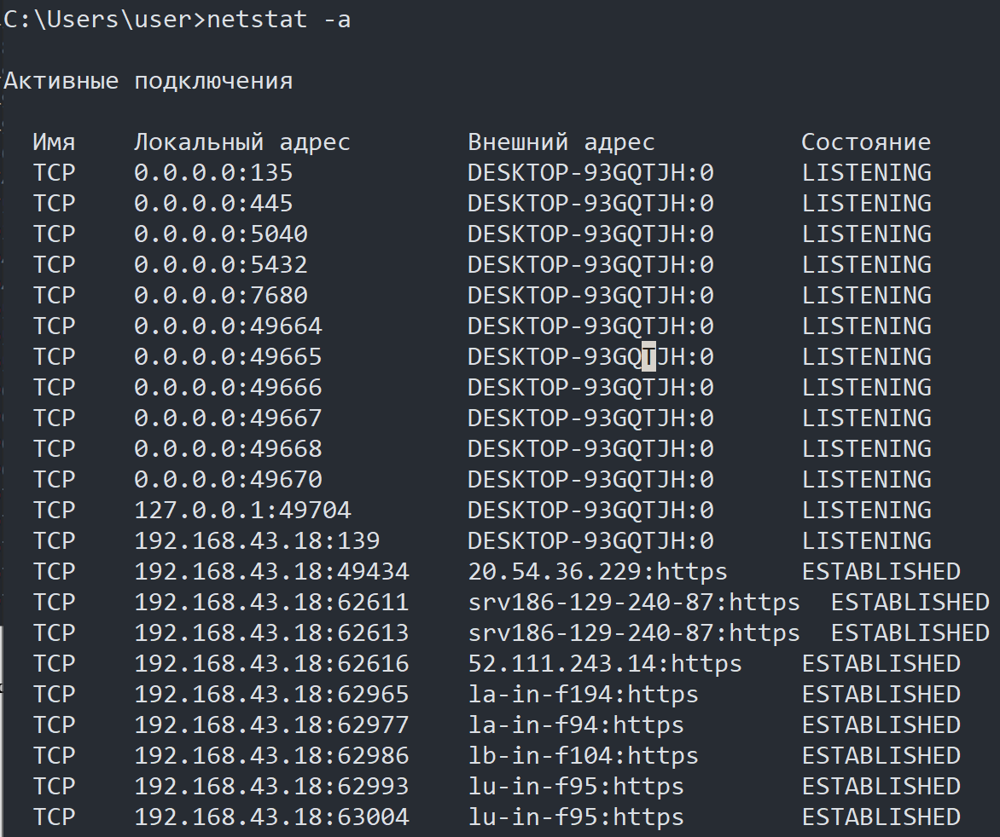 C:\Users\user>netstat -a
Активные подключения
Имя Локальный адрес Внешний адрес Состояние
TCP 0.0.0.0:135 DESKTOP-93GQTJH:0 LISTENING
TCP 0.0.0.0:445 DESKTOP-93GQTJH:0 LISTENING
TCP 0.0.0.0:5040 DESKTOP-93GQTJH:0 LISTENING
TCP 0.0.0.0:5432 DESKTOP-93GQTJH:0 LISTENING
TCP 0.0.0.0:7680 DESKTOP-93GQTJH:0 LISTENING
TCP 0.0.0.0:49664 DESKTOP-93GQTJH:0 LISTENING
TCP 0.0.0.0:49665 DESKTOP-93GQTJH:0 LISTENING
TCP 0.0.0.0:49666 DESKTOP-93GQTJH:0 LISTENING
TCP 0.0.0.0:49667 DESKTOP-93GQTJH:0 LISTENING
TCP 0.0.0.0:49668 DESKTOP-93GQTJH:0 LISTENING
TCP 0.0.0.0:49670 DESKTOP-93GQTJH:0 LISTENING
TCP 127.0.0.1:49704 DESKTOP-93GQTJH:0 LISTENING
TCP 192.168.43.18:139 DESKTOP-93GQTJH:0 LISTENING
TCP 192.168.43.18:49434 20.54.36.229:https ESTABLISHED
TCP 192.168.43.18:62611 srv186-129-240-87:https ESTABLISHED
TCP 192.168.43.18:62613 srv186-129-240-87:https ESTABLISHED
TCP 192.168.43.18:62616 52.111.243.14:https ESTABLISHED
TCP 192.168.43.18:62965 la-in-f194:https ESTABLISHED
TCP 192.168.43.18:62977 la-in-f94:https ESTABLISHED
TCP 192.168.43.18:62986 lb-in-f104:https ESTABLISHED
TCP 192.168.43.18:62993 lu-in-f95:https ESTABLISHED
TCP 192.168.43.18:63004 lu-in-f95:https ESTABLISHED